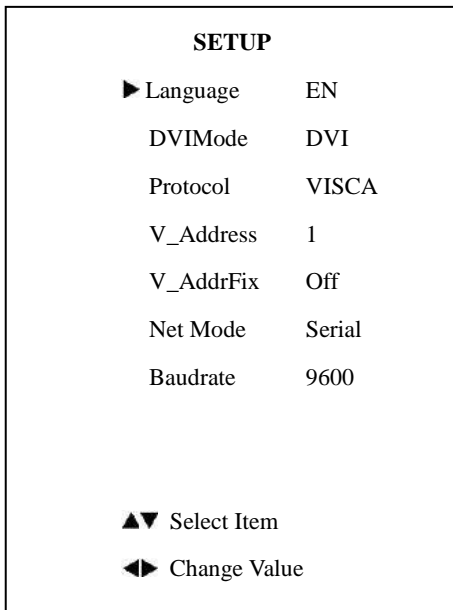 SETUP
Language EN
DVIMode DVI
Protocol VISCA
V_Address 1
V_AddrFix Off
Net Mode Serial
Baudrate 9600
Select Item
Change Value